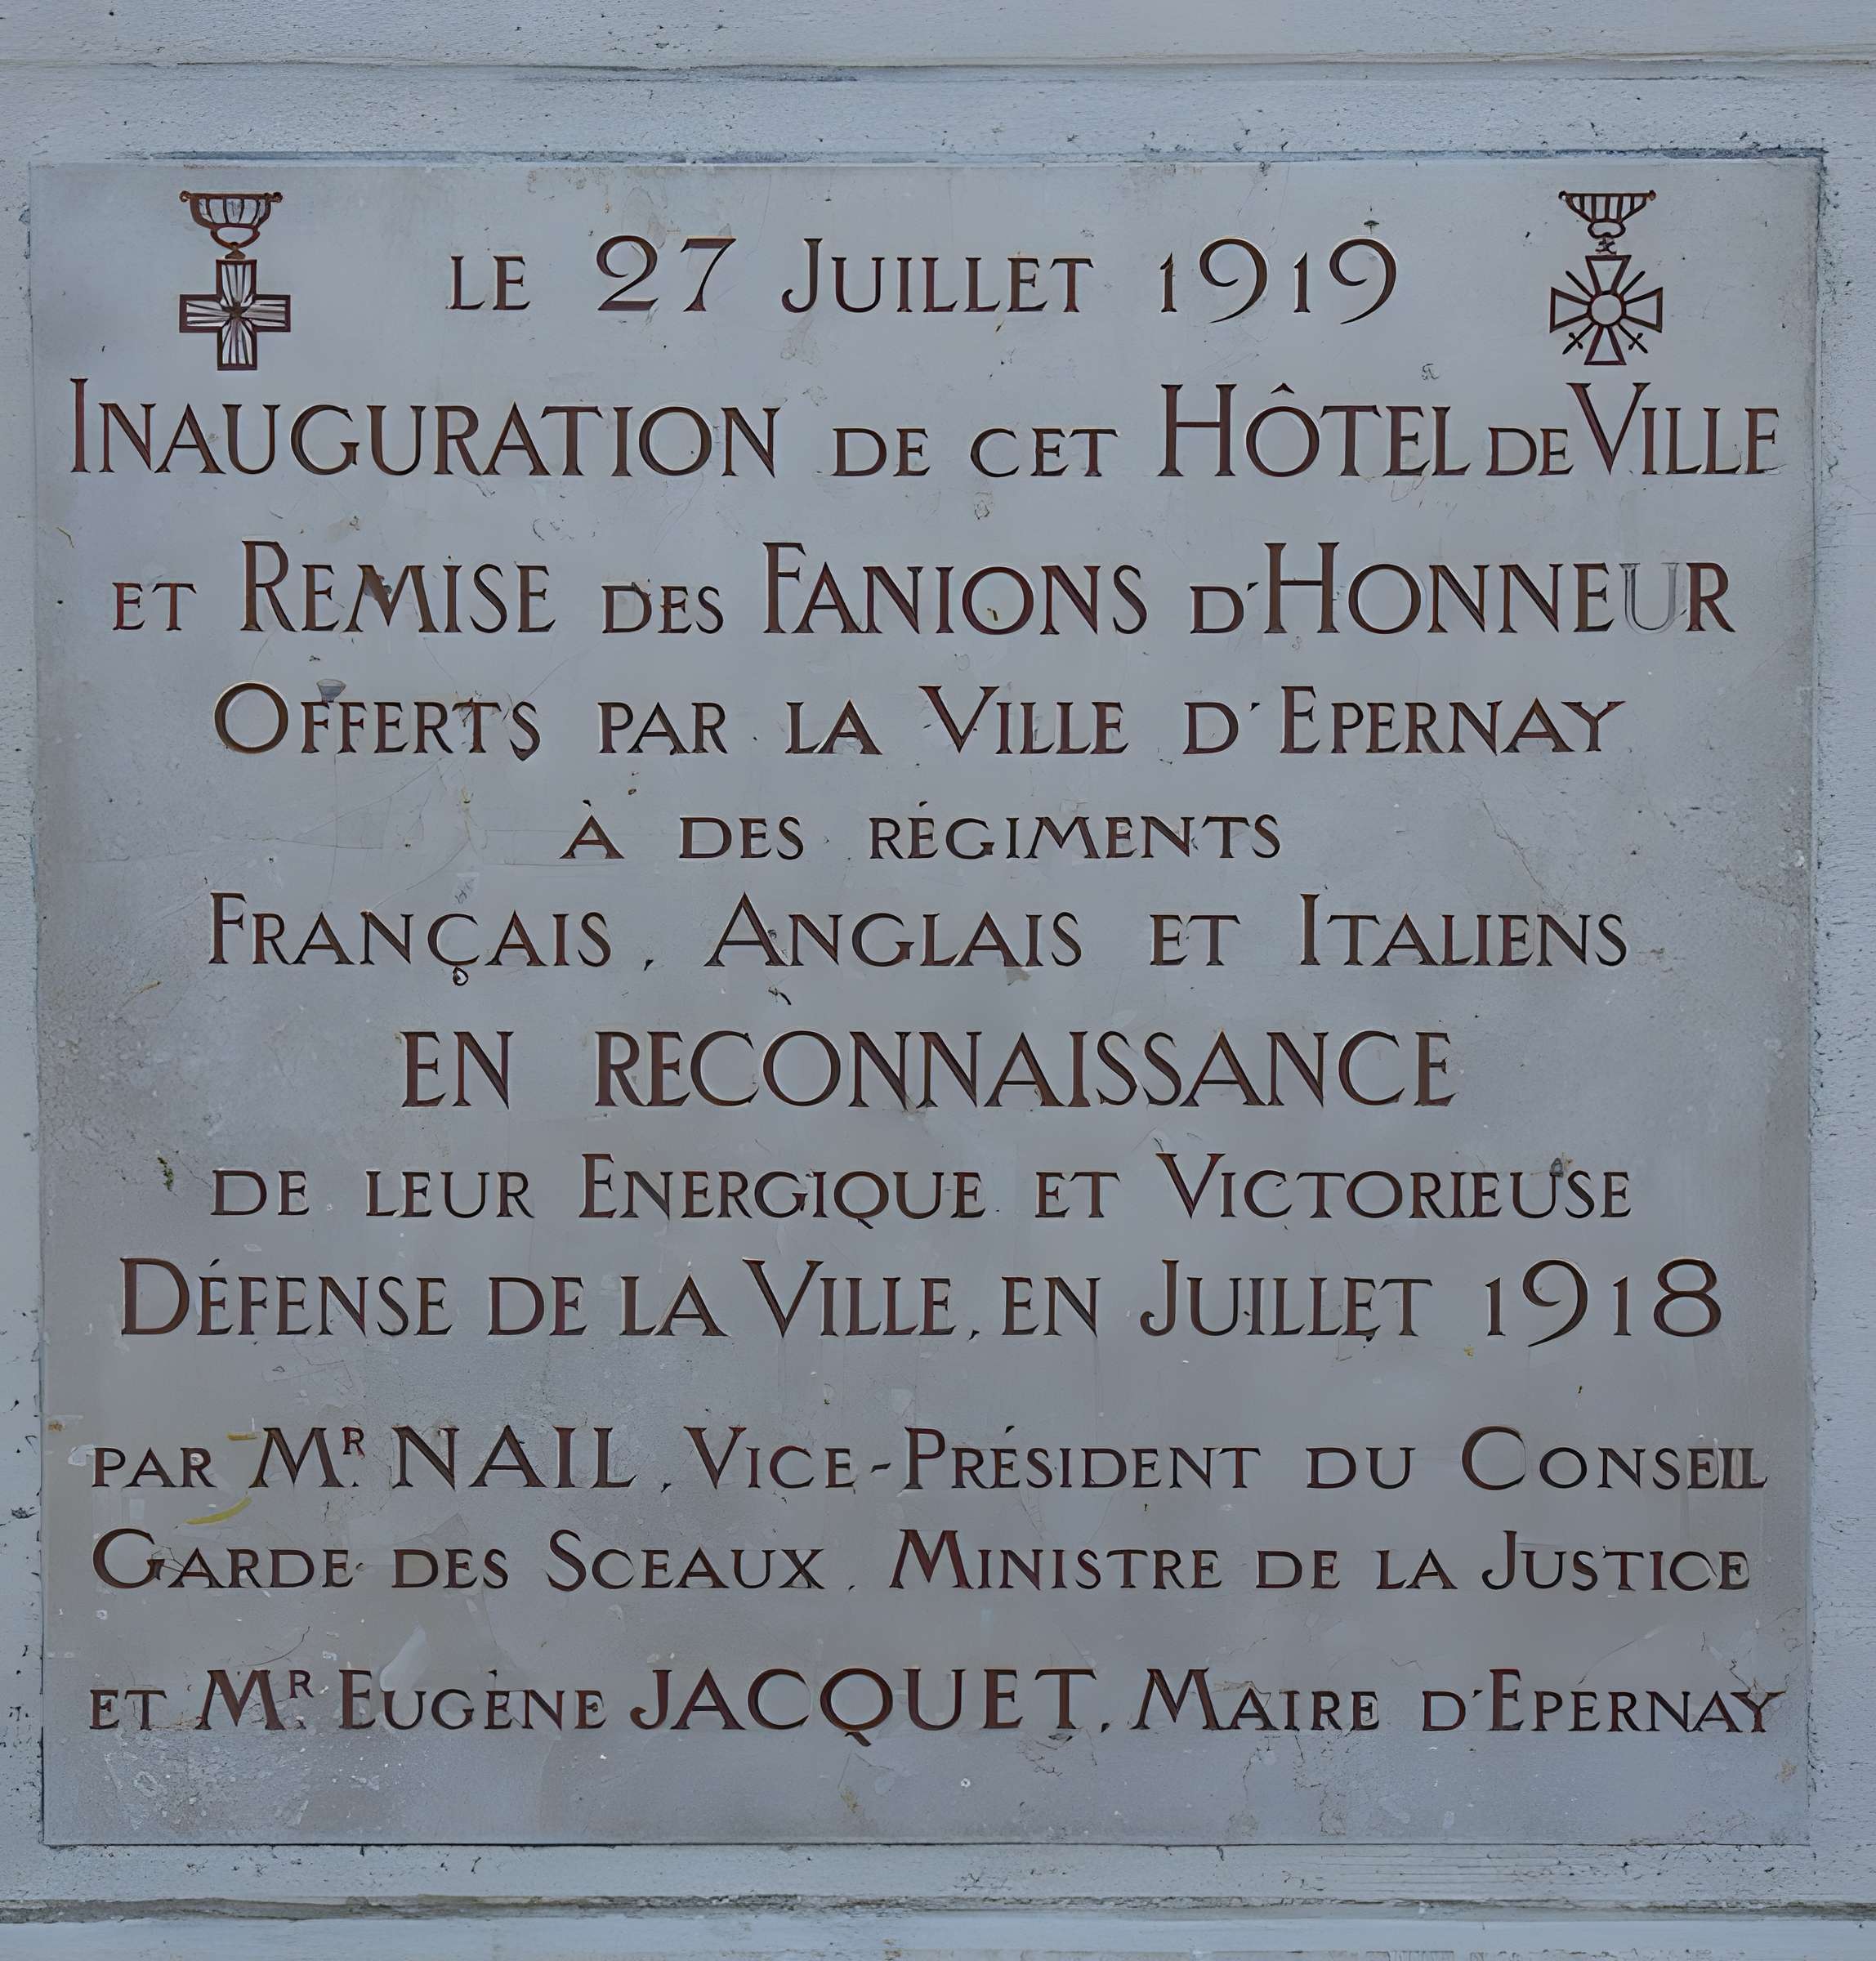 LE 27 JUILLET 1919
INAUGURATION DE CET HÔTEL DE VILLE
ET REMISE DES FANIONS D'HONNEUR
OFFERTS PAR LA VILLE D'EPERNAY
À DES RÉGIMENTS
FRANÇAIS, ANGLAIS ET ITALIENS
EN RECONNAISSANCE
DE LEUR ENERGIQUE ET VICTORIEUSE
DÉFENSE DE LA VILLE, EN JUILLET 1918
PAR MR. NAIL, VICE-PRÉSIDENT DU CONSEIL
GARDE DES SCEAUX, MINISTRE DE LA JUSTICE
ET MR. EUGÈNE JACQUET, MAIRE D'EPERNAY